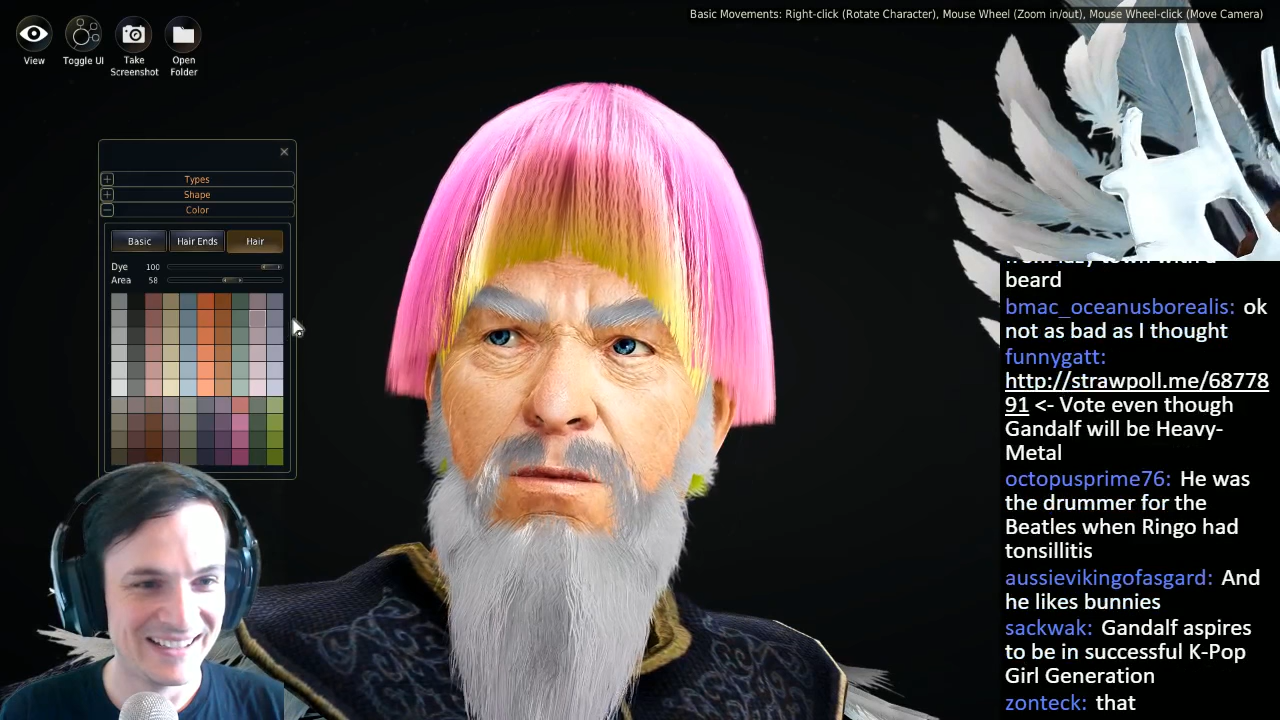 Basic Movements: Right-click (Rotate Character), Mouse Wheel (Zoom in/out), Mouse Wheel-click (Move Camera)
View
Toggle UI
Take
Screenshot
Open
Folder
Types
Shape
Color
Basic
Hair Ends
Hair
Dye 100
Area 58
beard
bmac_oceanusborealis: ok
not as bad as I thought
funnygatt:
http://strawpoll.me/68778
91 <- Vote even though
Gandalf will be Heavy-
Metal
octopusprime76: He was
the drummer for the
Beatles when Ringo had
tonsillitis
aussievikingofasgard: And
he likes bunnies
sackwak: Gandalf aspires
to be in successful K-Pop
Girl Generation
zonteck: that